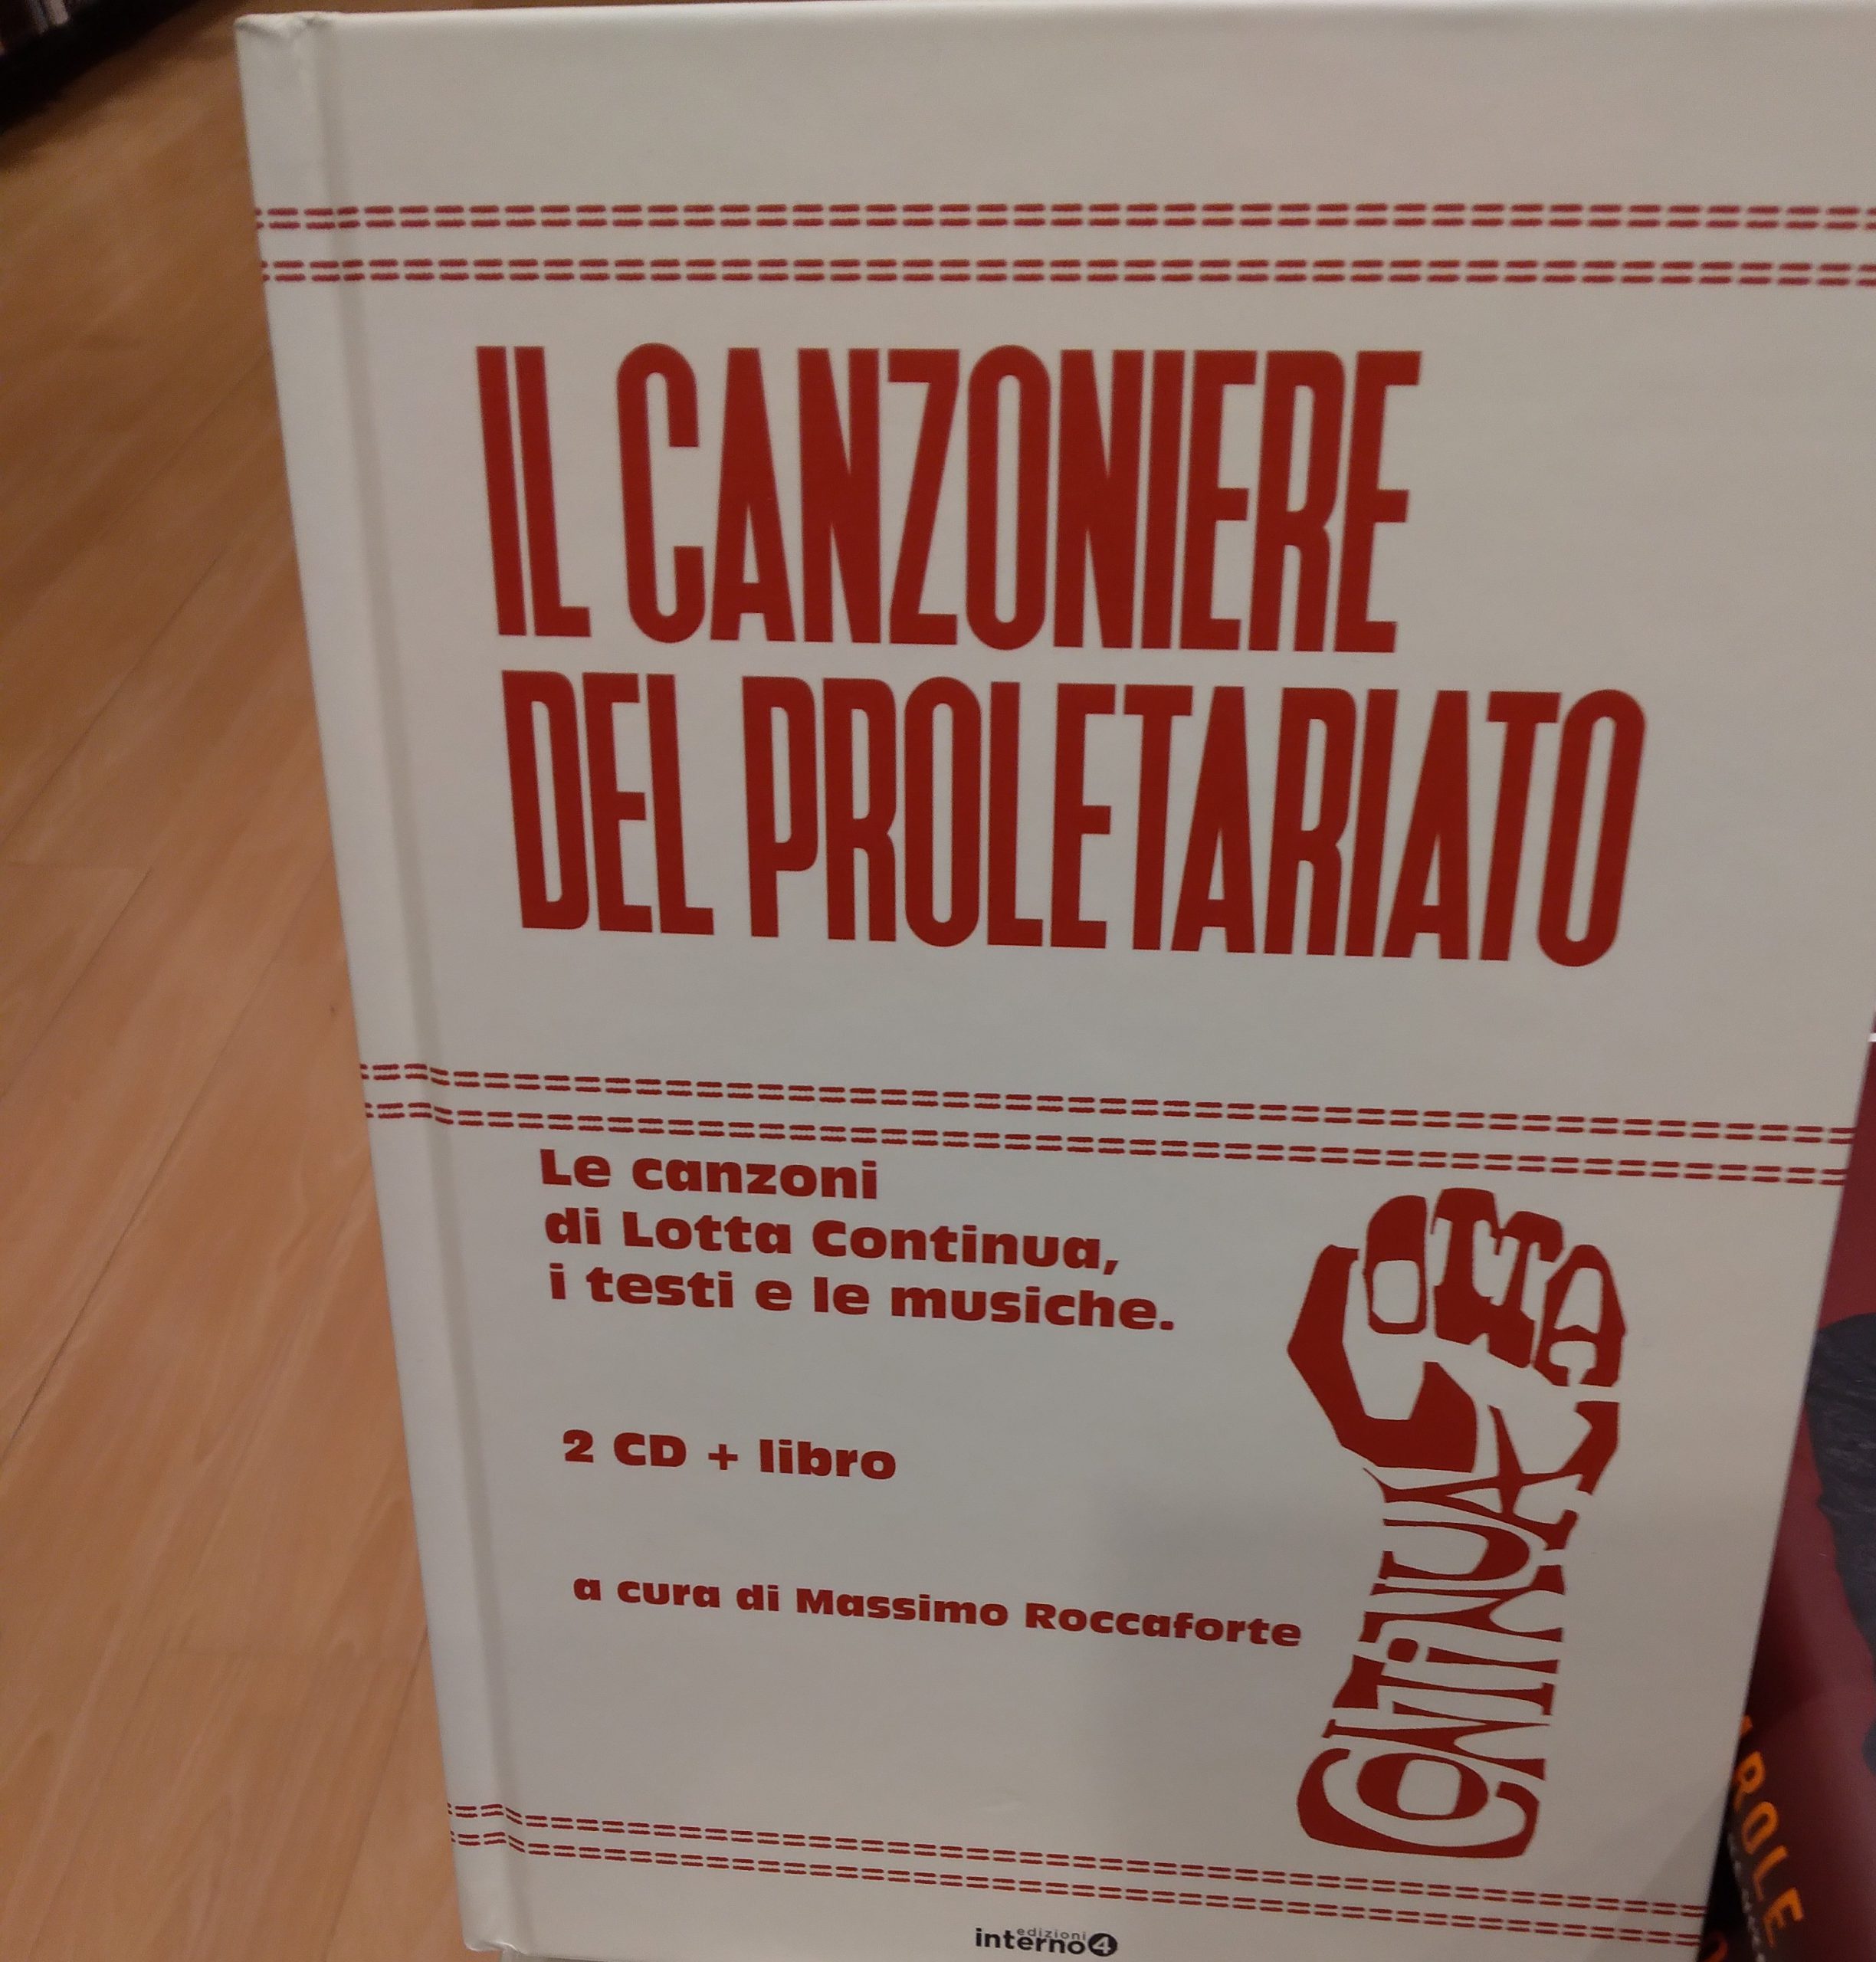 IL CANZONIERE
DEL PROLETARIATO
Le canzoni
di Lotta Continua,
i testi e le musiche.
2 CD + libro
a cura di Massimo Roccaforte
LOTTA
CONTINUA
edizioni
interno4
ROLE